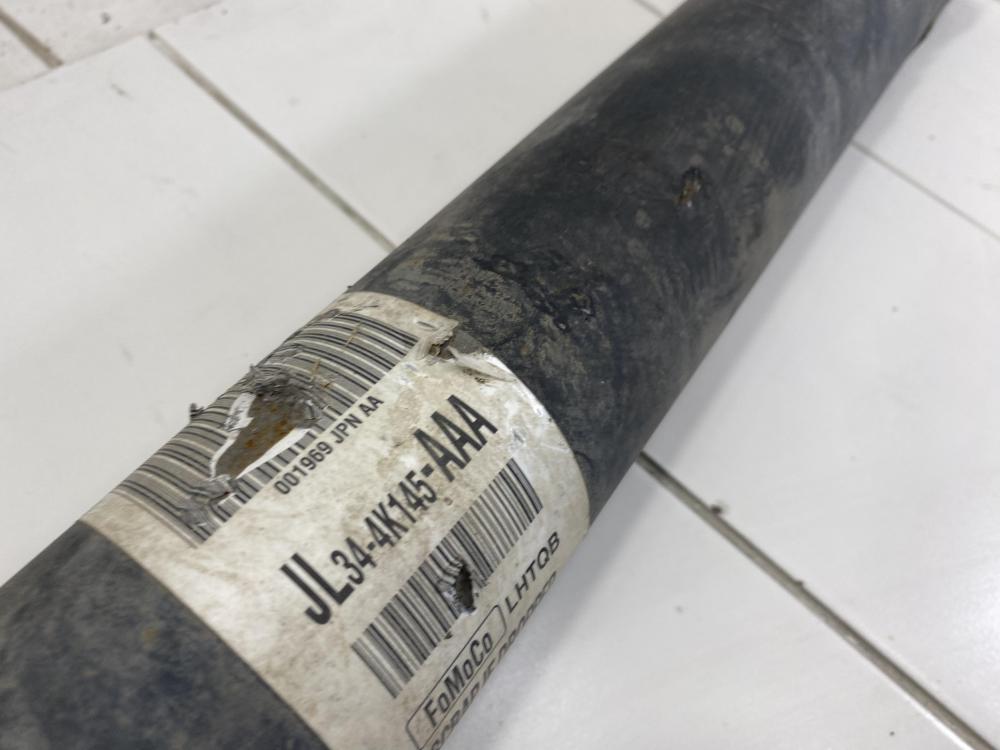 001969 JPN AA
JL34-4K145-AAA
FoMoCo LHTQB